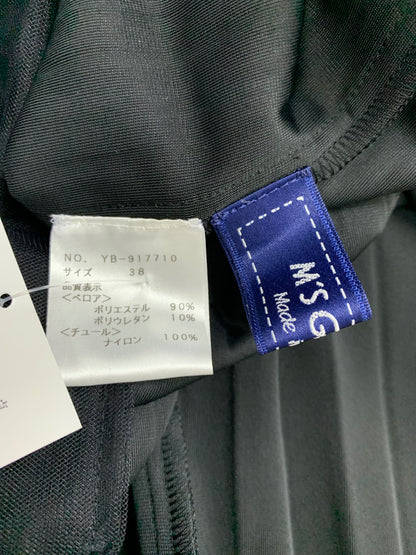 NO. YB-917710
サイズ 38
品質表示
<ベロア>
ポリエステル 90%
ポリウレタン 10%
<チュール>
ナイロン 100%
M'S G
Made